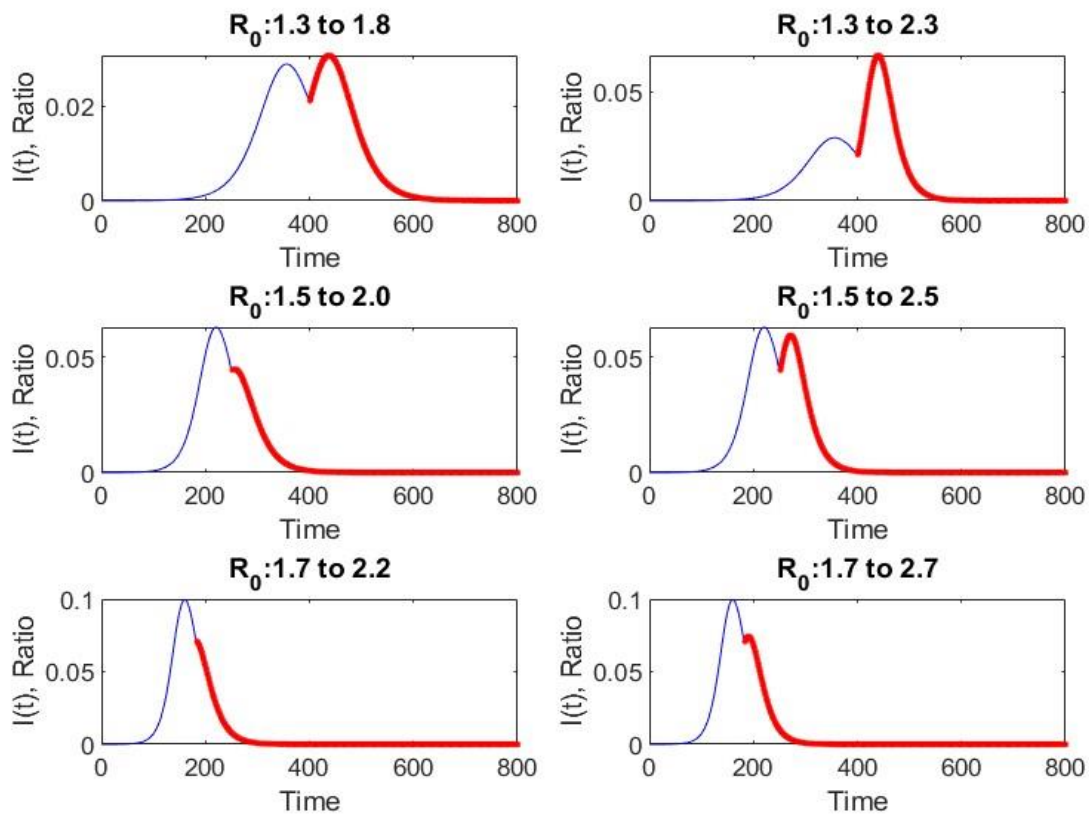 R0:1.3 to 1.8
I(t), Ratio
0.02
0
0 200 400 600 800
Time
R0:1.3 to 2.3
I(t), Ratio
0.05
0
0 200 400 600 800
Time
R0:1.5 to 2.0
I(t), Ratio
0.05
0
0 200 400 600 800
Time
R0:1.5 to 2.5
I(t), Ratio
0.05
0
0 200 400 600 800
Time
R0:1.7 to 2.2
I(t), Ratio
0.1
0.05
0
0 200 400 600 800
Time
R0:1.7 to 2.7
I(t), Ratio
0.1
0.05
0
0 200 400 600 800
Time